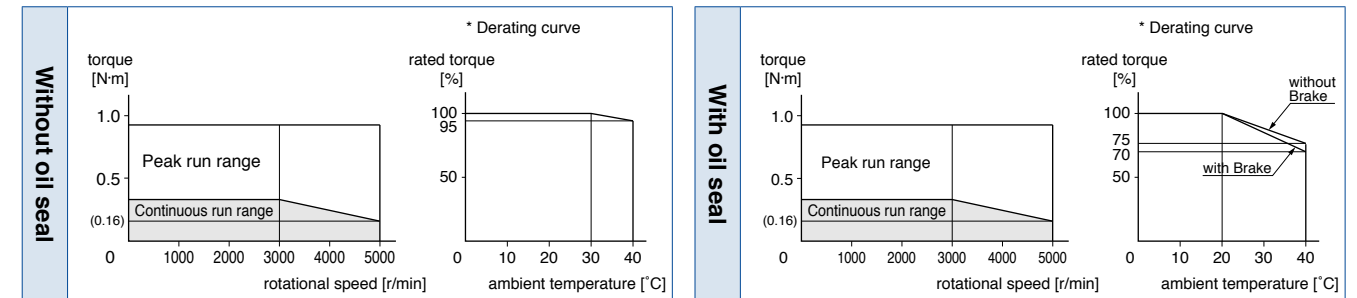 Without oil seal
* Derating curve
torque
[N·m]
1.0
0.5
(0.16)
0
Peak run range
Continuous run range
1000 2000 3000 4000 5000
rotational speed [r/min]
rated torque
[%]
100
95
50
0 10 20 30 40
ambient temperature [˚C]
With oil seal
* Derating curve
torque
[N·m]
1.0
0.5
(0.16)
0
Peak run range
Continuous run range
1000 2000 3000 4000 5000
rotational speed [r/min]
rated torque
[%]
without
Brake
100
75
70
with Brake
50
0 10 20 30 40
ambient temperature [˚C]